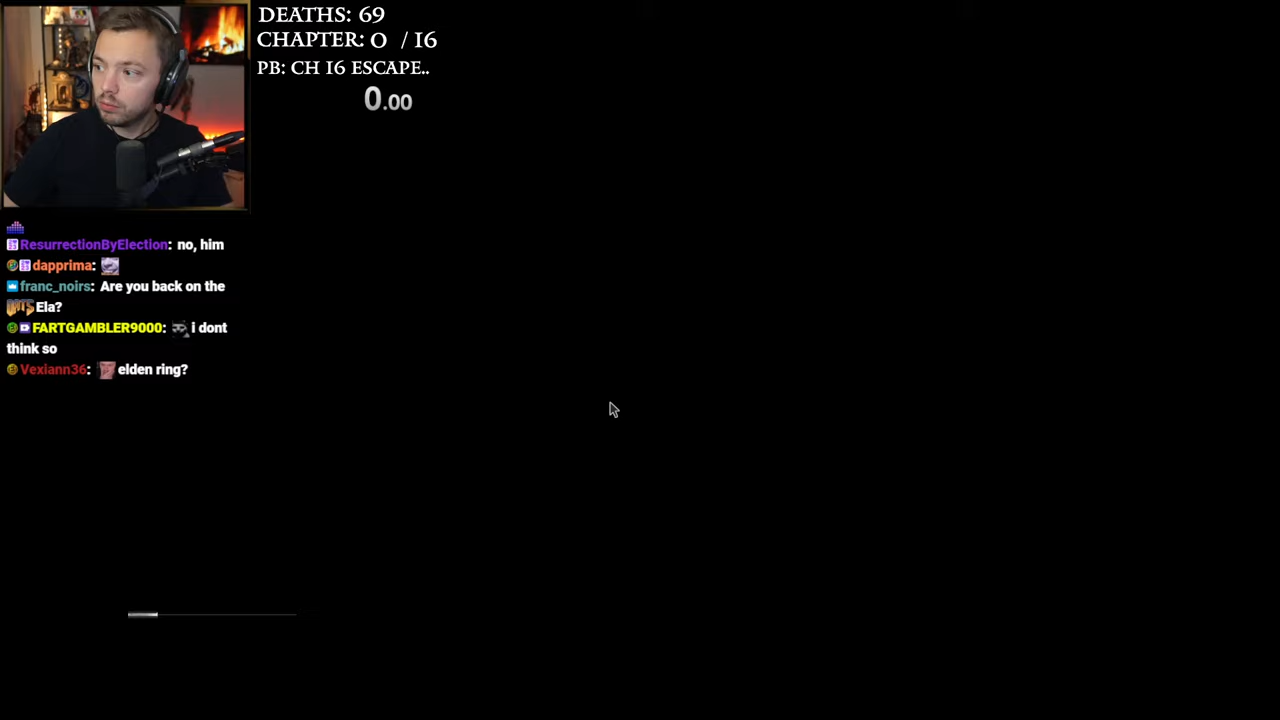 DEATHS: 69
CHAPTER: 0 / 16
PB: CH 16 ESCAPE..
0.00
ResurrectionByElection: no, him
dapprima:
franc_noirs: Are you back on the
Ela?
FARTGAMBLER9000: i dont
think so
Vexiann36: elden ring?